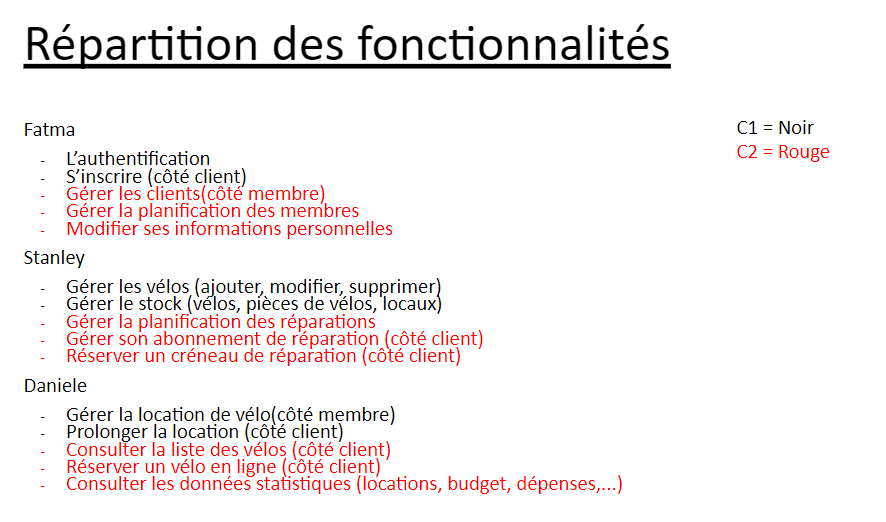 Répartition des fonctionnalités
C1 = Noir
C2 = Rouge
Fatma
- L'authentification
- S'inscrire (côté client)
- Gérer les clients(côté membre)
- Gérer la planification des membres
- Modifier ses informations personnelles
Stanley
- Gérer les vélos (ajouter, modifier, supprimer)
- Gérer le stock (vélos, pièces de vélos, locaux)
- Gérer la planification des réparations
- Gérer son abonnement de réparation (côté client)
- Réserver un créneau de réparation (côté client)
Daniele
- Gérer la location de vélo(côté membre)
- Prolonger la location (côté client)
- Consulter la liste des vélos (côté client)
- Réserver un vélo en ligne (côté client)
- Consulter les données statistiques (locations, budget, dépenses,...)